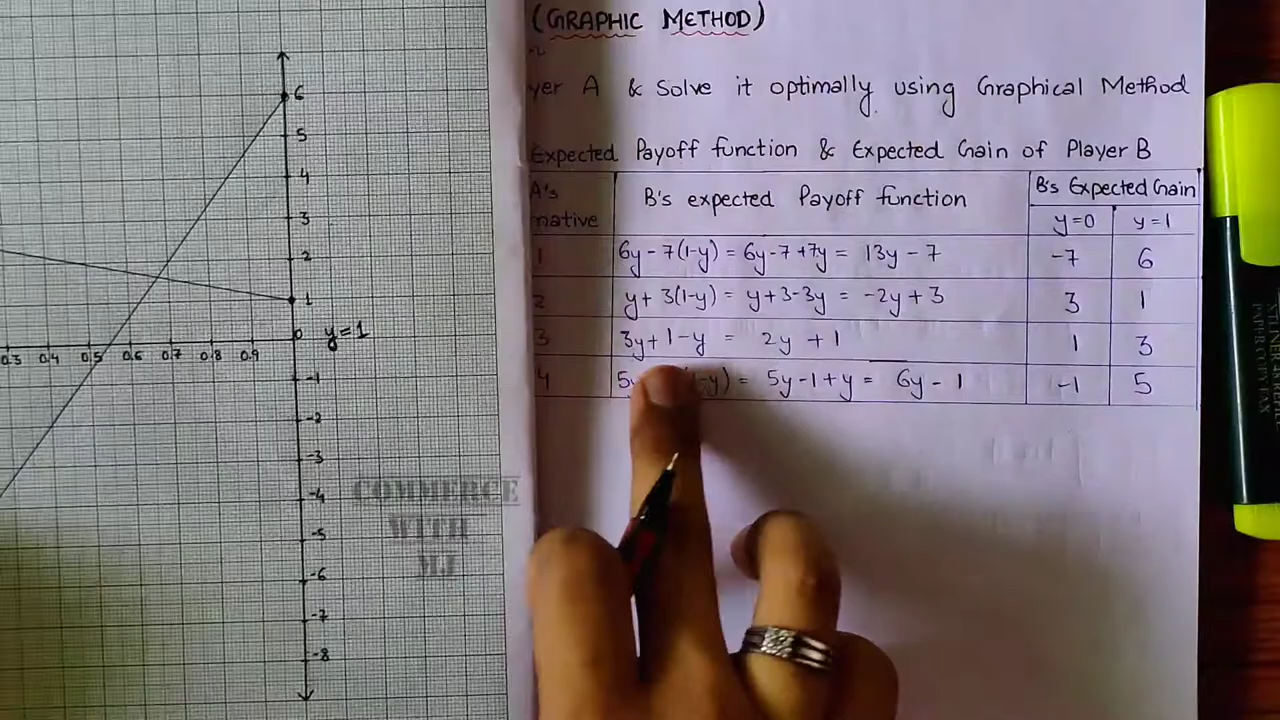 (GRAPHIC METHOD)
yer A & Solve it optimally using Graphical Method
Expected Payoff function & Expected Gain of Player B
A's B's expected Payoff function B's Expected Gain
native y=0 y=1
1 6y-7(1-y) = 6y-7+7y = 13y-7 -7 6
2 y+3(1-y) = y+3-3y = -2y+3 3 1
3 3y+1-y = 2y+1 1 3
4 5y (1-y) = 5y-1+y = 6y-1 -1 5
6
5
4
3
2
1
0 y=1
0.3 0.4 0.5 0.6 0.7 0.8 0.9
-1
-2
-3
-4
-5
-6
-7
-8
COMMERCE
WITH
MJ